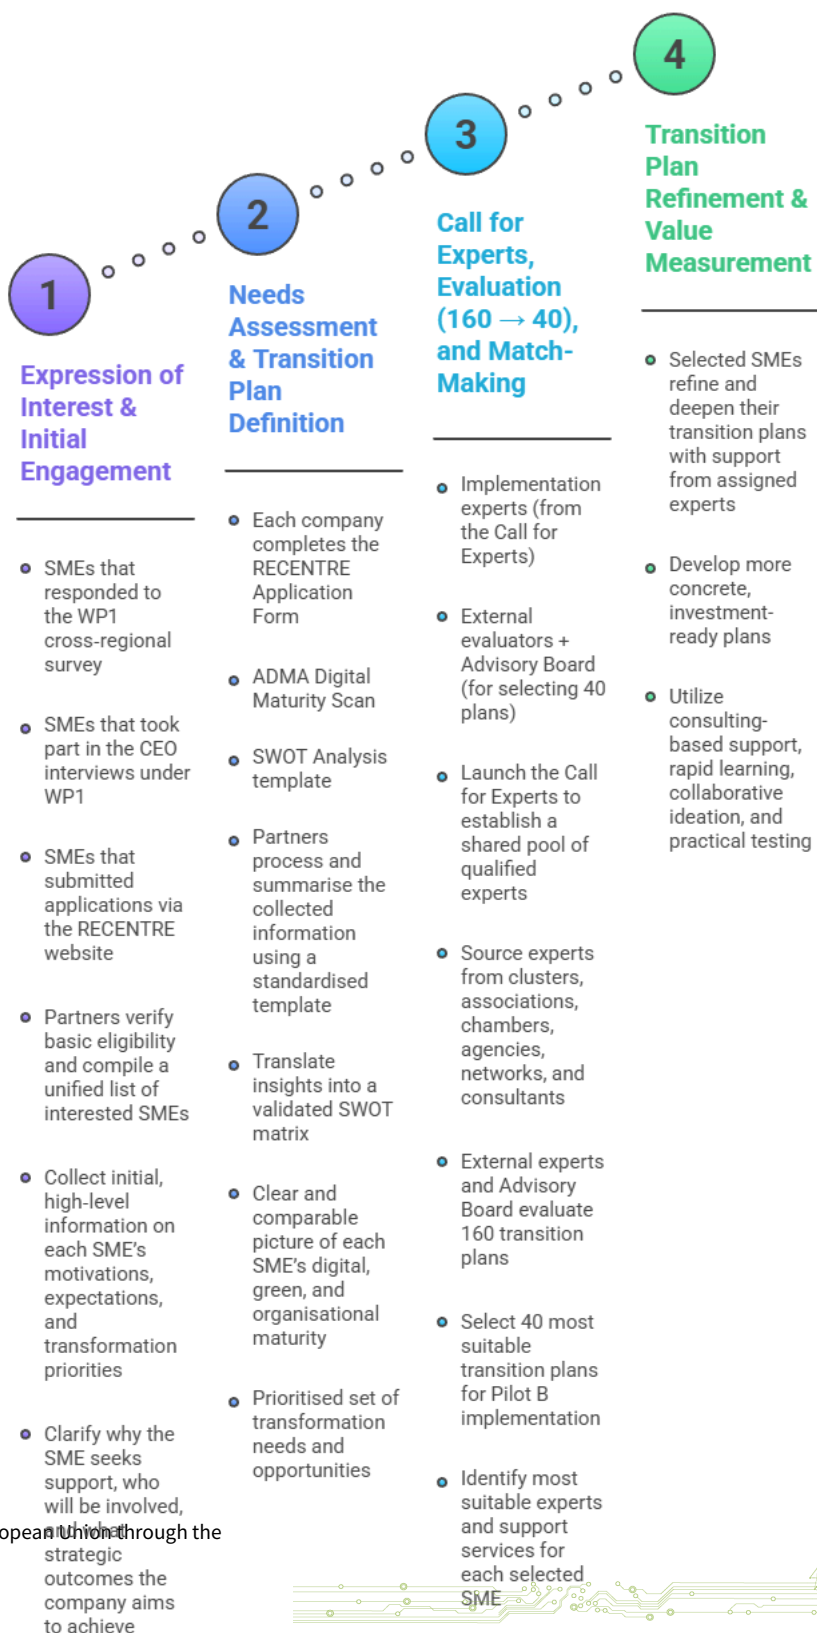 1
Expression of
Interest &
Initial
Engagement
SMEs that
responded to
the WP1
cross-regional
survey
SMEs that took
part in the CEO
interviews under
WP1
SMEs that
submitted
applications via
the RECENTRE
website
Partners verify
basic eligibility
and compile a
unified list of
interested SMEs
Collect initial,
high-level
information on
each SME's
motivations,
expectations,
and
transformation
priorities
Clarify why the
SME seeks
support, who
will be involved,
and what
strategic
outcomes the
company aims
to achieve
2
Needs
Assessment
& Transition
Plan
Definition
Each company
completes the
RECENTRE
Application
Form
ADMA Digital
Maturity Scan
SWOT Analysis
template
Partners
process and
summarise the
collected
information
using a
standardised
template
Translate
insights into a
validated SWOT
matrix
Clear and
comparable
picture of each
SME's digital,
green, and
organisational
maturity
Prioritised set of
transformation
needs and
opportunities
3
Call for
Experts,
Evaluation
(160 → 40),
and Match-
Making
Implementation
experts (from
the Call for
Experts)
External
evaluators +
Advisory Board
(for selecting 40
plans)
Launch the Call
for Experts to
establish a
shared pool of
qualified
experts
Source experts
from clusters,
associations,
chambers,
agencies,
networks, and
consultants
External experts
and Advisory
Board evaluate
160 transition
plans
Select 40 most
suitable
transition plans
for Pilot B
implementation
Identify most
suitable experts
and support
services for
each selected
SME
4
Transition
Plan
Refinement &
Value
Measurement
Selected SMEs
refine and
deepen their
transition plans
with support
from assigned
experts
Develop more
concrete,
investment-
ready plans
Utilize
consulting-
based support,
rapid learning,
collaborative
ideation, and
practical testing
opean Union through the